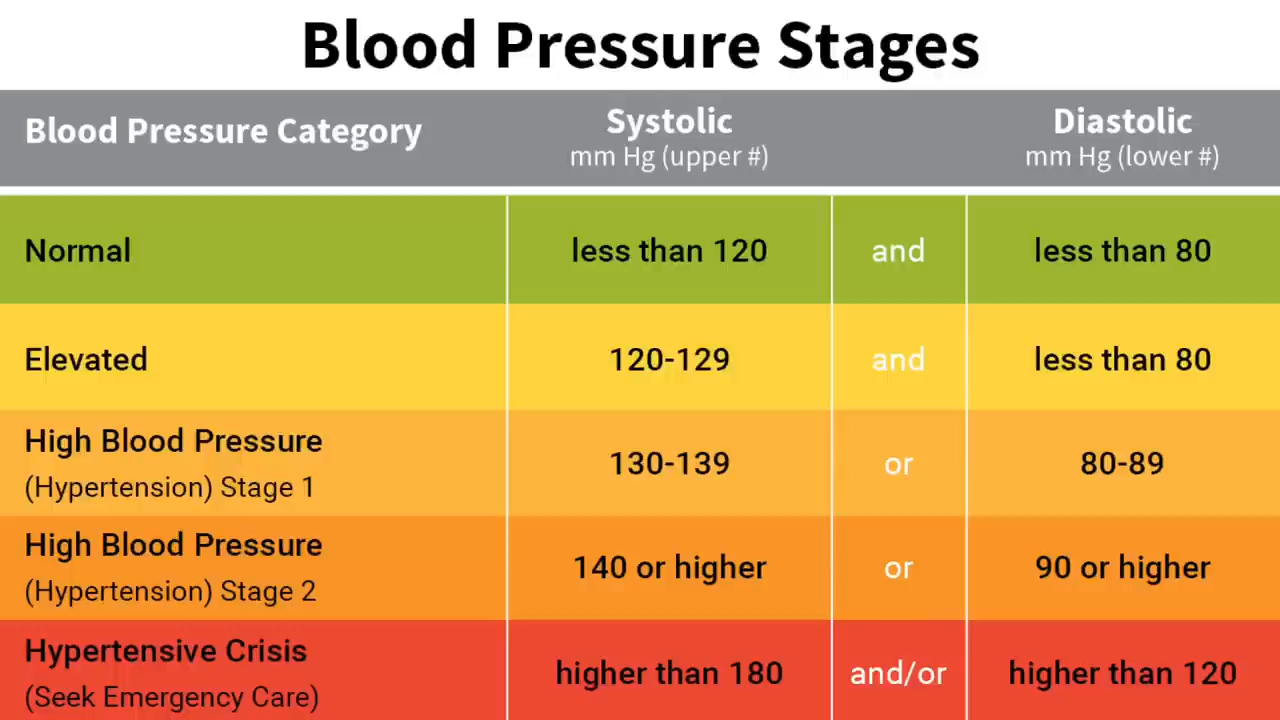 Blood Pressure Stages
Blood Pressure Category
Systolic
mm Hg (upper #)
Diastolic
mm Hg (lower #)
Normal
less than 120
and
less than 80
Elevated
120-129
and
less than 80
High Blood Pressure
(Hypertension) Stage 1
130-139
or
80-89
High Blood Pressure
(Hypertension) Stage 2
140 or higher
or
90 or higher
Hypertensive Crisis
(Seek Emergency Care)
higher than 180
and/or
higher than 120